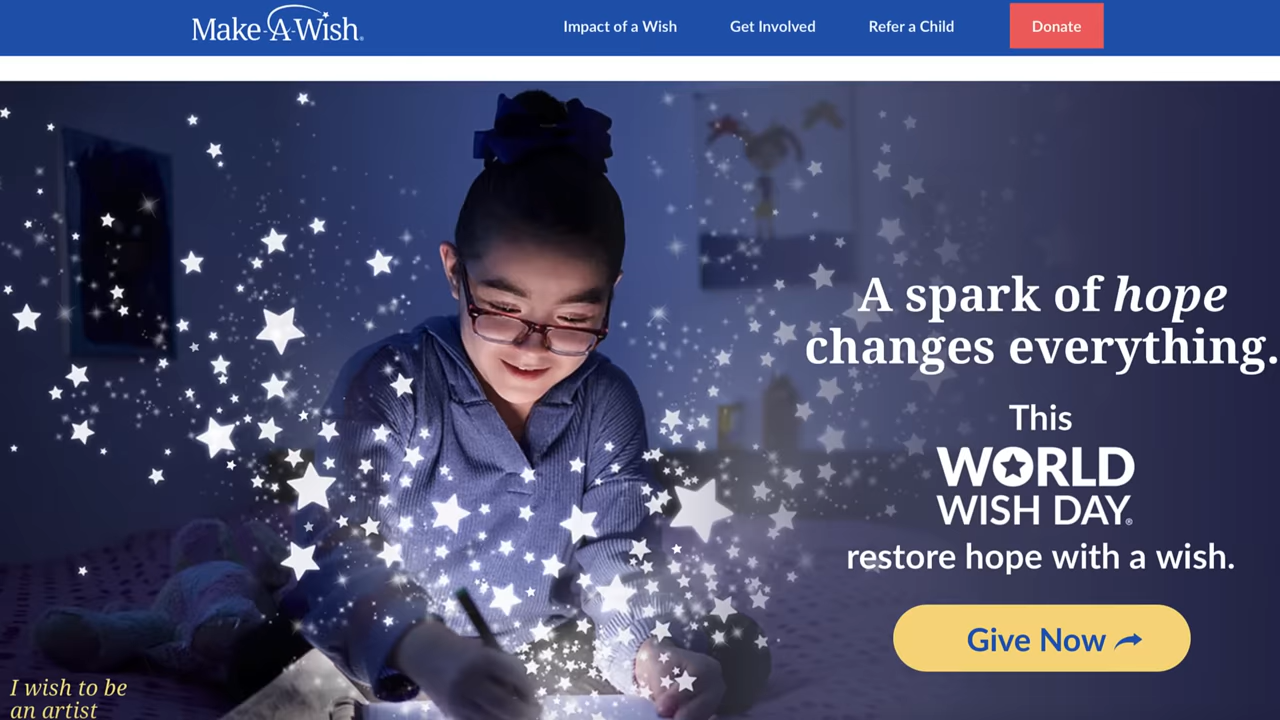 Make-A-Wish®
Impact of a Wish
Get Involved
Refer a Child
Donate
A spark of hope
changes everything.
This
WORLD
WISH DAY®
restore hope with a wish.
Give Now
I wish to be
an artist